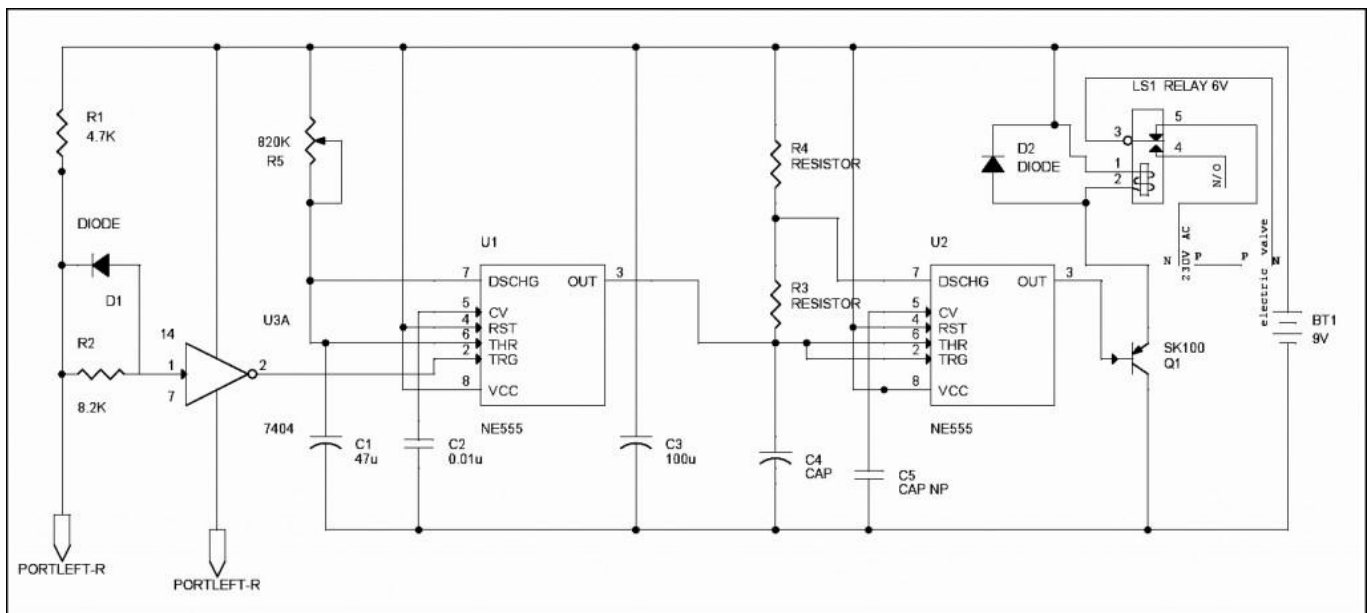 LS1 RELAY 6V
R1
4.7K
820K
R5
R4
RESISTOR
D2
DIODE
3
5
4
1
2
N/O
DIODE
D1
U1
U2
230V AC
N
P
P
N
electric valve
7
DSCHG
OUT
3
5
CV
4
RST
6
THR
2
TRG
8
VCC
NE555
R3
RESISTOR
7
DSCHG
OUT
3
5
CV
4
RST
6
THR
2
TRG
8
VCC
NE555
BT1
9V
SK100
Q1
U3A
14
R2
8.2K
1
2
7
7404
C1
47u
C2
0.01u
C3
100u
C4
CAP
C5
CAP NP
PORTLEFT-R
PORTLEFT-R